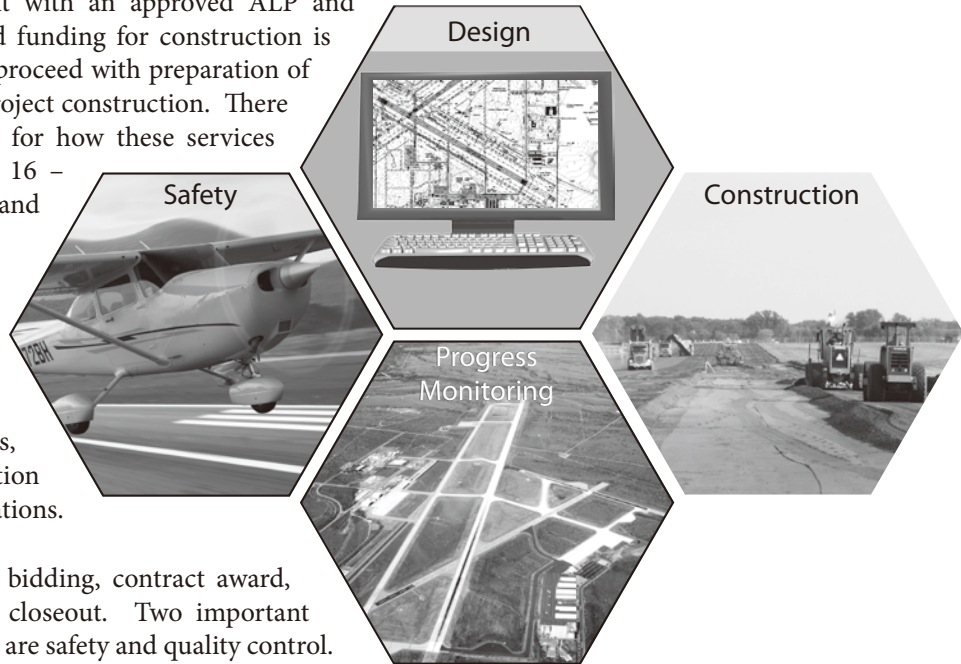 t with an approved ALP and
d funding for construction is
proceed with preparation of
roject construction. There
for how these services
16 –
and
s,
tion
ations.
bidding, contract award,
closeout. Two important
are safety and quality control.
Design
Safety
Construction
Progress
Monitoring